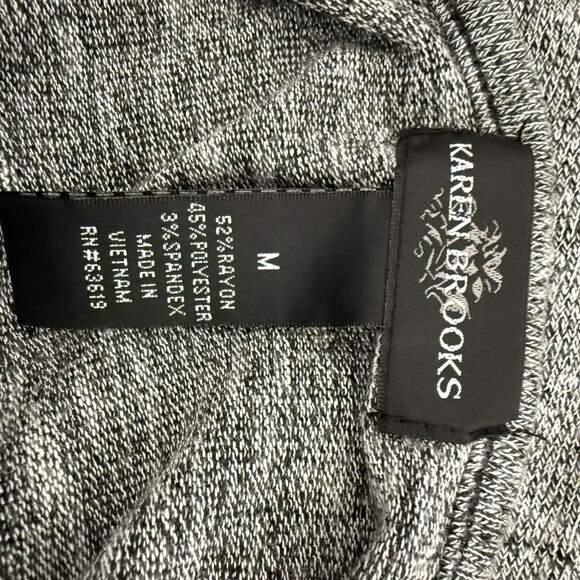 KAREN BROOKS
M
52%RAYON
45%POLYESTER
3%SPANDEX
MADE IN
VIETNAM
RN#63619